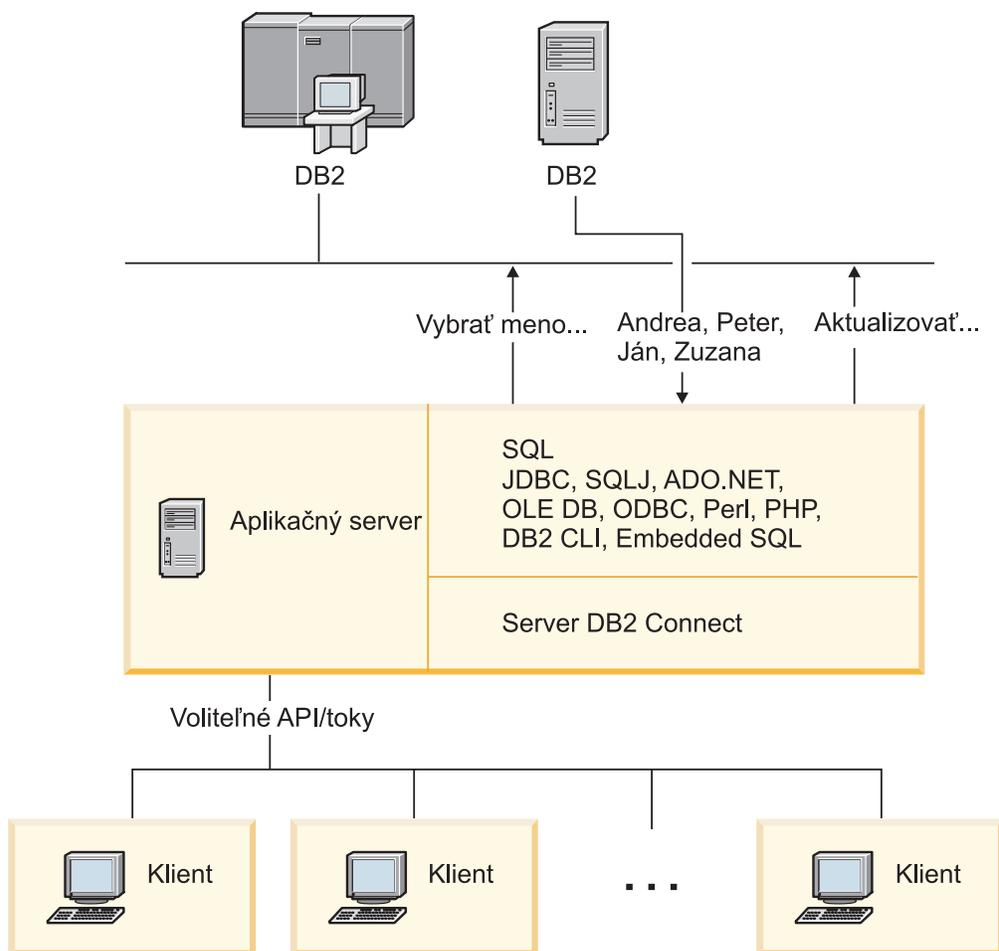 DB2
DB2
Vybrať meno...
Andrea, Peter,
Ján, Zuzana
Aktualizovať...
Aplikačný server
SQL
JDBC, SQLJ, ADO.NET,
OLE DB, ODBC, Perl, PHP,
DB2 CLI, Embedded SQL
Server DB2 Connect
Voliteľné API/toky
Klient
Klient
...
Klient